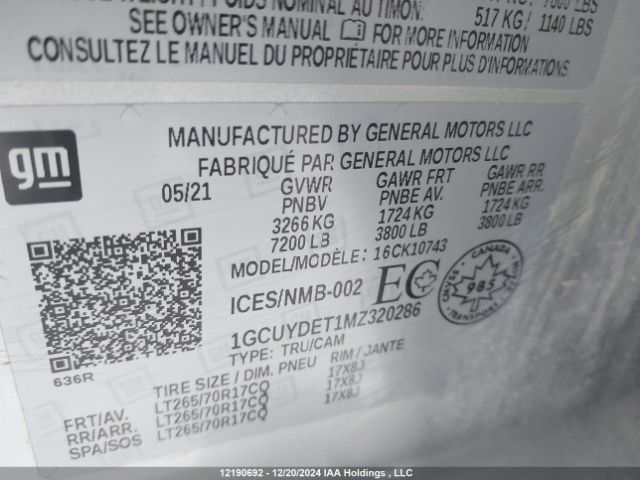 517 KG / 1140 LBS
SEE OWNER'S MANUAL FOR MORE INFORMATION
CONSULTEZ LE MANUEL DU PROPRIÉTAIRE POUR PLUS D'INFORMATIONS.
gm
MANUFACTURED BY GENERAL MOTORS LLC
FABRIQUÉ PAR GENERAL MOTORS LLC
05/21 GVWR GAWR FRT GAWR RR
PNBV PNBE AV. PNBE ARR.
3266 KG 1724 KG 1724 KG
7200 LB 3800 LB 3800 LB
MODEL/MODÈLE: 16CK10743
ICES/NMB-002 EC CANADA 985 CMVSS NSVAC
1GCUYDET1MZ320286
TYPE: TRU/CAM
636R
TIRE SIZE / DIM. PNEU RIM / JANTE
FRT/AV. LT265/70R17CQ 17X8J
RR/ARR. LT265/70R17CQ 17X8J
SPA/SOS LT265/70R17CQ 17X8J
12190692 - 12/20/2024 IAA Holdings , LLC